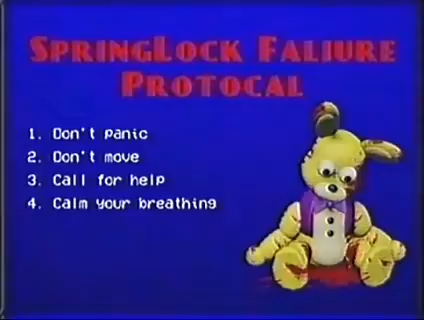 SpringLock Faliure
Protocal
1. Don't panic
2. Don't move
3. Call for help
4. Calm your breathing